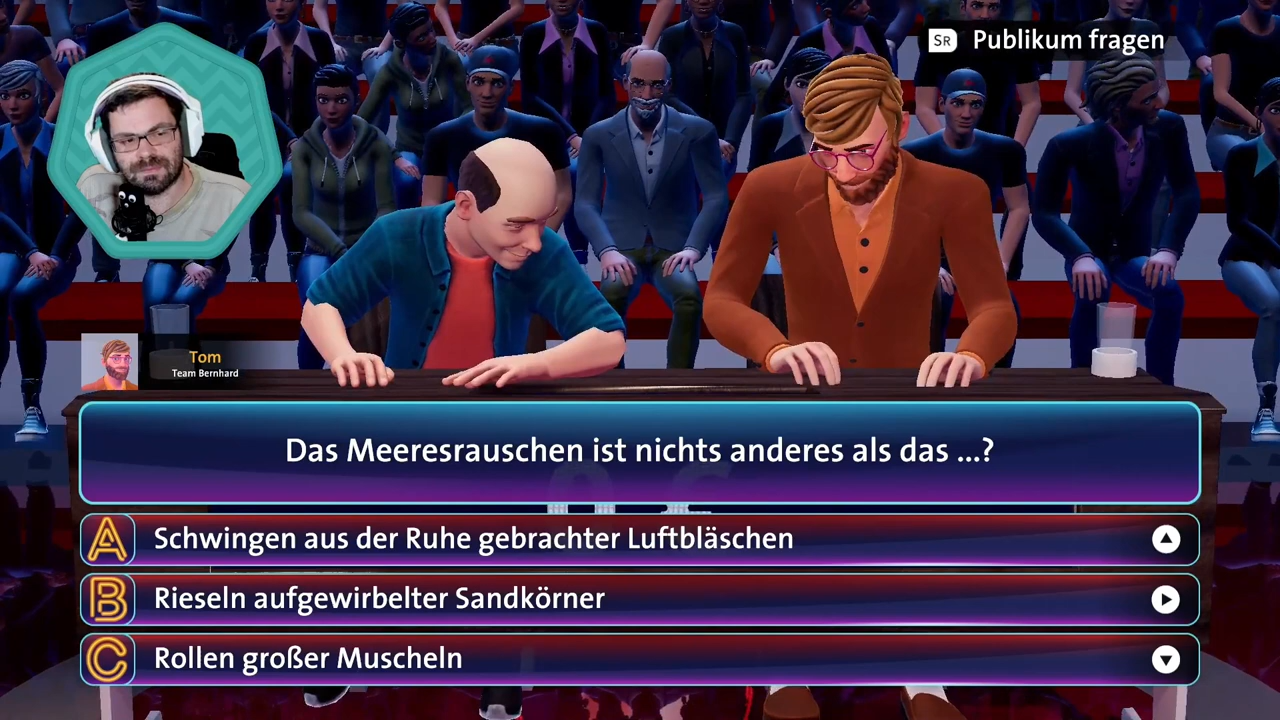 SR Publikum fragen
Tom
Team Bernhard
Das Meeresrauschen ist nichts anderes als das ...?
A Schwingen aus der Ruhe gebrachter Luftbläschen
B Rieseln aufgewirbelter Sandkörner
C Rollen großer Muscheln